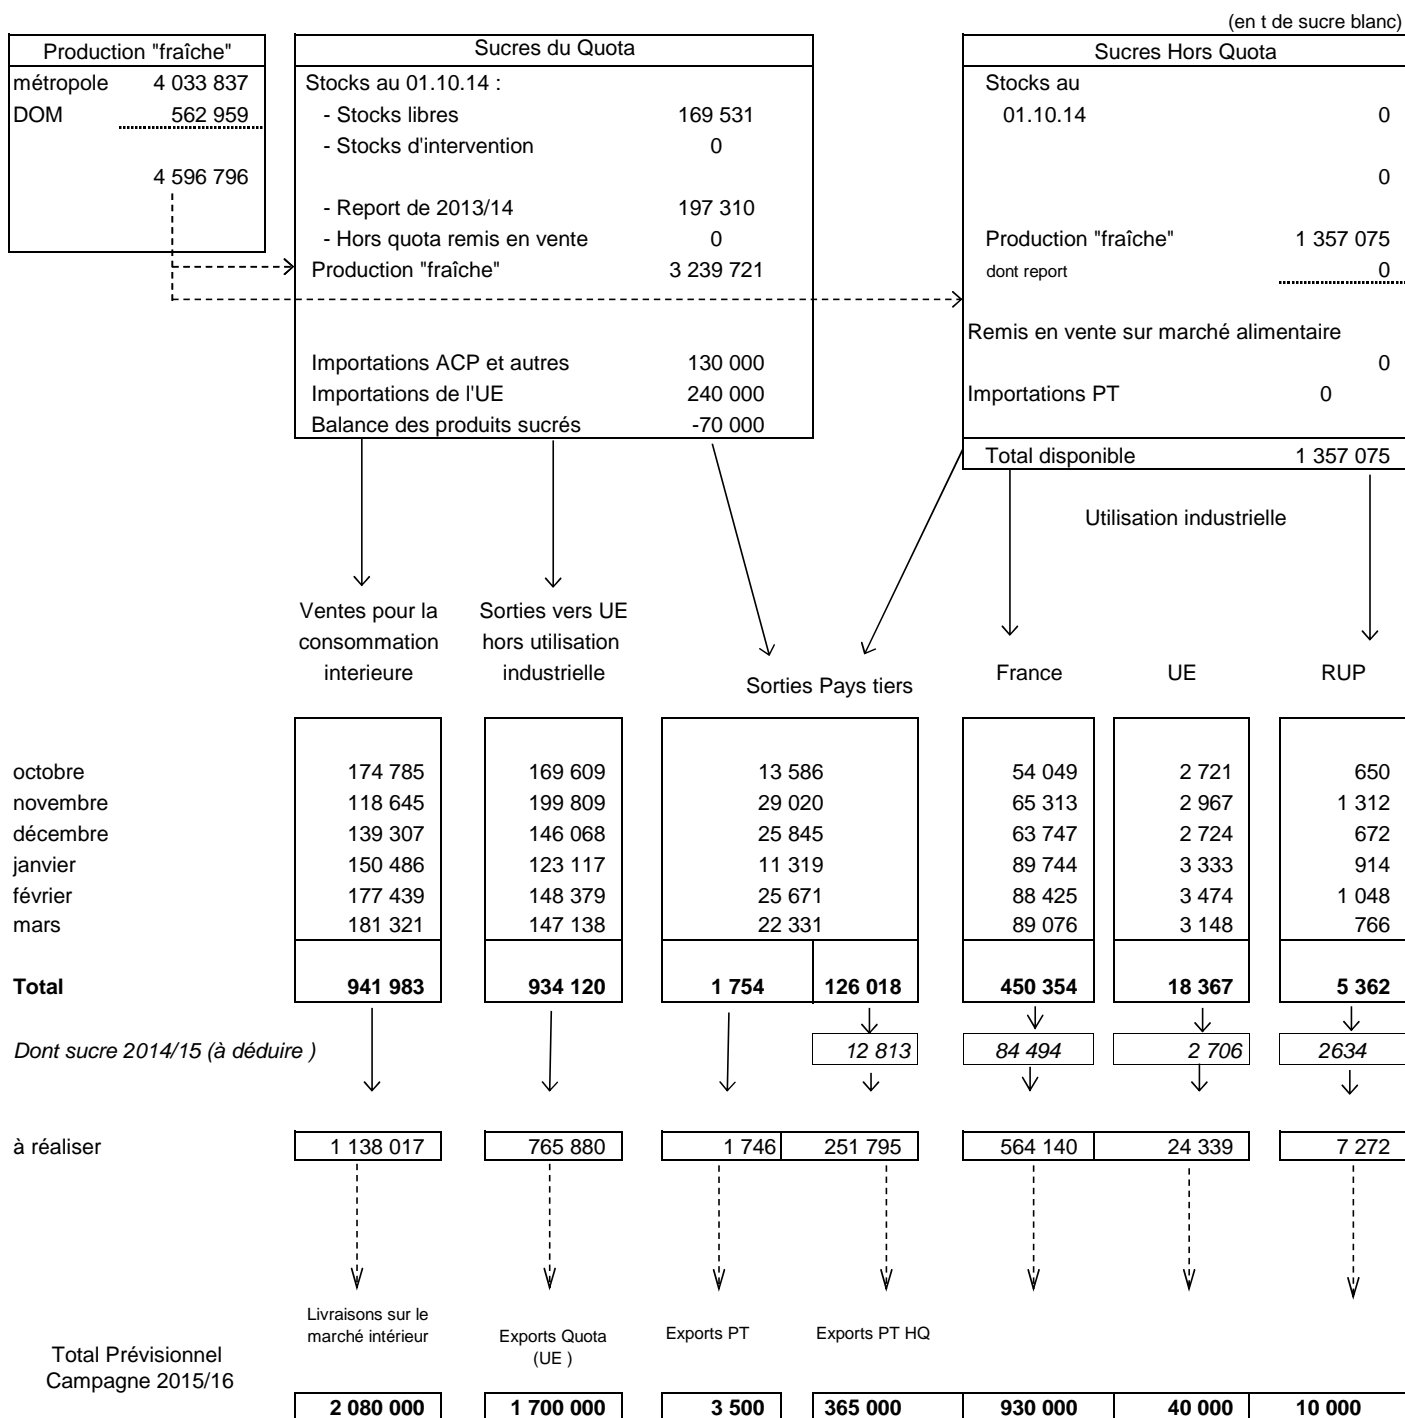 (en t de sucre blanc)
Production "fraîche"
métropole 4 033 837
DOM 562 959
4 596 796
Sucres du Quota
Stocks au 01.10.14 :
- Stocks libres 169 531
- Stocks d'intervention 0
- Report de 2013/14 197 310
- Hors quota remis en vente 0
Production "fraîche" 3 239 721
Importations ACP et autres 130 000
Importations de l'UE 240 000
Balance des produits sucrés -70 000
Sucres Hors Quota
Stocks au
01.10.14 0
0
Production "fraîche" 1 357 075
dont report 0
Remis en vente sur marché alimentaire
0
Importations PT 0
Total disponible 1 357 075
Utilisation industrielle
Ventes pour la
consommation
interieure
Sorties vers UE
hors utilisation
industrielle
Sorties Pays tiers
France UE RUP
octobre 174 785 169 609 13 586 54 049 2 721 650
novembre 118 645 199 809 29 020 65 313 2 967 1 312
décembre 139 307 146 068 25 845 63 747 2 724 672
janvier 150 486 123 117 11 319 89 744 3 333 914
février 177 439 148 379 25 671 88 425 3 474 1 048
mars 181 321 147 138 22 331 89 076 3 148 766
Total 941 983 934 120 1 754 126 018 450 354 18 367 5 362
Dont sucre 2014/15 (à déduire ) 12 813 84 494 2 706 2634
à réaliser 1 138 017 765 880 1 746 251 795 564 140 24 339 7 272
Livraisons sur le
marché intérieur
Exports Quota
(UE )
Exports PT
Exports PT HQ
Total Prévisionnel
Campagne 2015/16
2 080 000 1 700 000 3 500 365 000 930 000 40 000 10 000